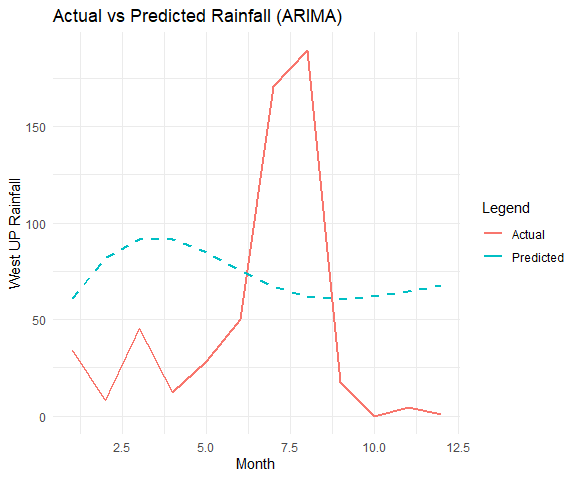 Actual vs Predicted Rainfall (ARIMA)
West UP Rainfall
150
100
50
0
2.5 5.0 7.5 10.0 12.5
Month
Legend
Actual
Predicted